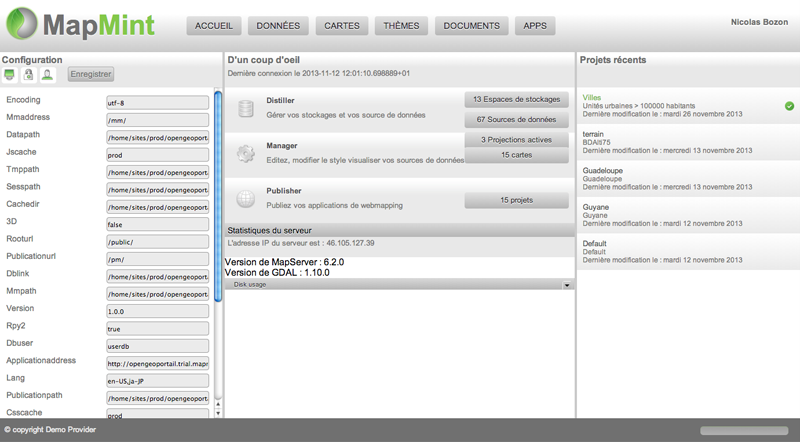 MapMint
ACCUEIL
DONNÉES
CARTES
THÈMES
DOCUMENTS
APPS
Nicolas Bozon
Configuration
Enregistrer
Encoding utf-8
Mmaddress /mm/
Datapath /home/sites/prod/opengeoporta
Jscache prod
Tmppath /home/sites/prod/opengeoporta
Sesspath /home/sites/prod/opengeoporta
Cachedir /home/sites/prod/opengeoporta
3D false
Rooturl /public/
Publicationurl /pm/
Dblink /home/sites/prod/opengeoporta
Mmpath /home/sites/prod/opengeoporta
Version 1.0.0
Rpy2 true
Dbuser userdb
Applicationaddress http://opengeoportail.trial.mapm
Lang en-US,ja-JP
Publicationpath /home/sites/prod/opengeoporta
Csscache prod
D'un coup d'oeil
Dernière connexion le 2013-11-12 12:01:10.698889+01
Distiller
Gérer vos stockages et vos source de données
13 Espaces de stockages
67 Sources de données
Manager
Editez, modifier le style visualiser vos sources de données
3 Projections actives
15 cartes
Publisher
Publiez vos applications de webmapping
15 projets
Statistiques du serveur
L'adresse IP du serveur est : 46.105.127.39
Version de MapServer : 6.2.0
Version de GDAL : 1.10.0
Disk usage
Projets récents
Villes
Unités urbaines > 100000 habitants
Dernière modification le : mardi 26 novembre 2013
terrain
BDAlti75
Dernière modification le : mercredi 13 novembre 2013
Guadeloupe
Guadeloupe
Dernière modification le : mercredi 13 novembre 2013
Guyane
Guyane
Dernière modification le : mardi 12 novembre 2013
Default
Default
Dernière modification le : mardi 12 novembre 2013
© copyright Demo Provider